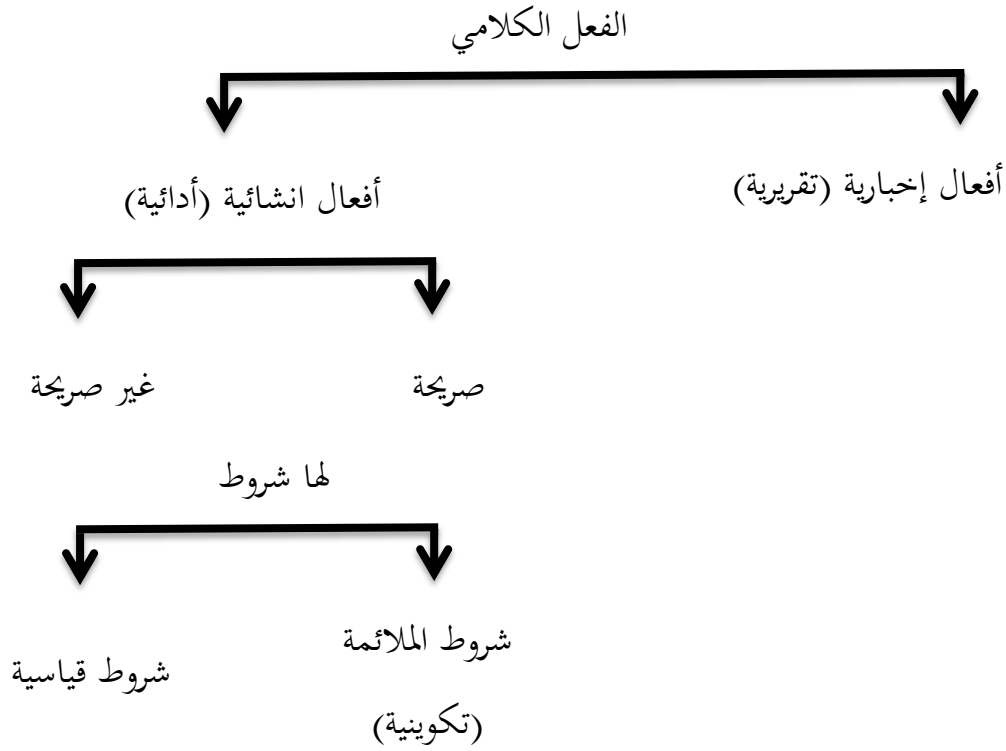 الفعل الكلامي
أفعال إخبارية (تقريرية)
أفعال انشائية (أدائية)
صريحة
غير صريحة
لها شروط
شروط الملائمة
(تكوينية)
شروط قياسية